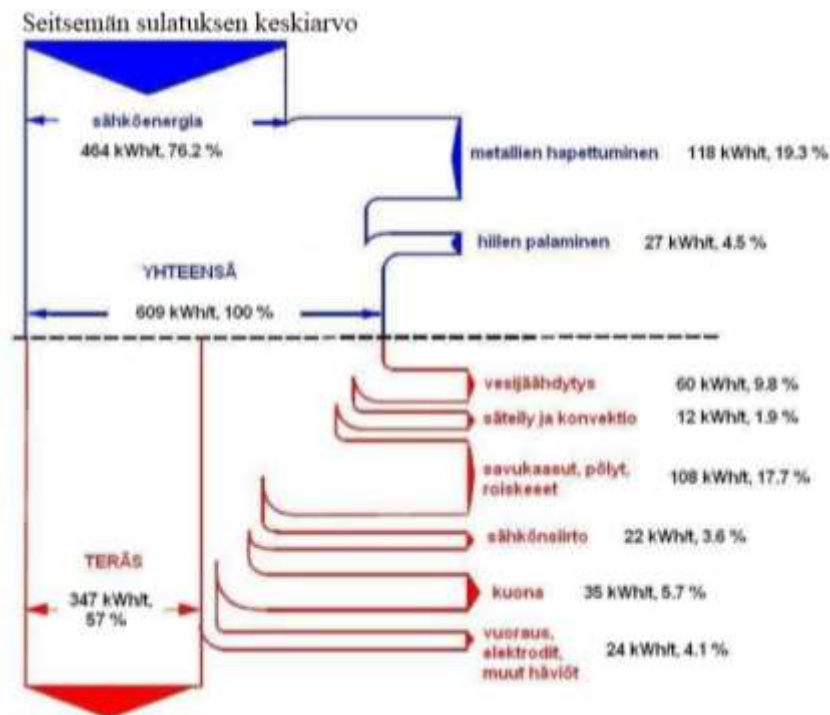 Seitsemän sulatuksen keskiarvo
sähköenergia
464 kWh/t, 76.2 %
metallien hapettuminen 118 kWh/t, 19.3 %
hiilen palaminen 27 kWh/t, 4.5 %
YHTEENSÄ
609 kWh/t, 100 %
vesijäähdytys 60 kWh/t, 9.8 %
säteily ja konvektio 12 kWh/t, 1.9 %
savukaasut, pölyt,
roiskeeet 108 kWh/t, 17.7 %
sähkönsiirto 22 kWh/t, 3.6 %
TERÄS
347 kWh/t,
57 %
kuona 35 kWh/t, 5.7 %
vuoraus,
elektrodit, 24 kWh/t, 4.1 %
muut häviöt